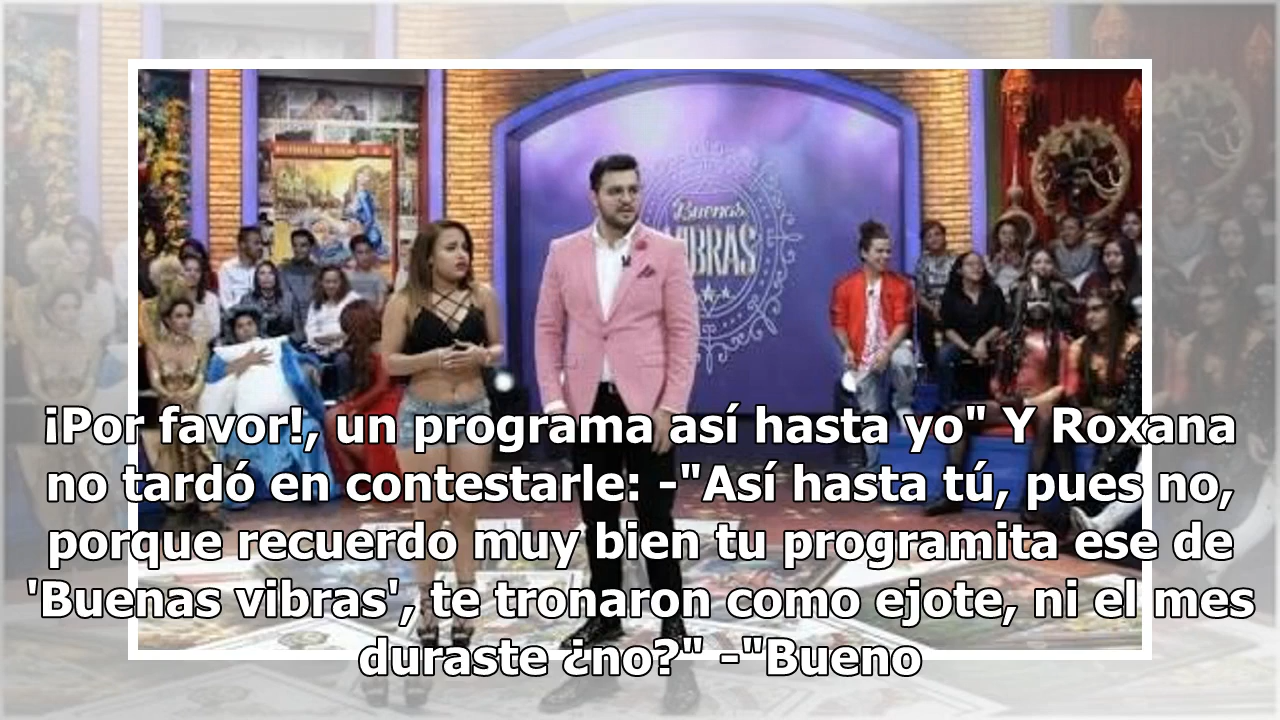 Buenas
VIBRAS
¡Por favor!, un programa así hasta yo" Y Roxana
no tardó en contestarle: -"Así hasta tú, pues no,
porque recuerdo muy bien tu programita ese de
'Buenas vibras', te tronaron como ejote, ni el mes
duraste ¿no?" -"Bueno